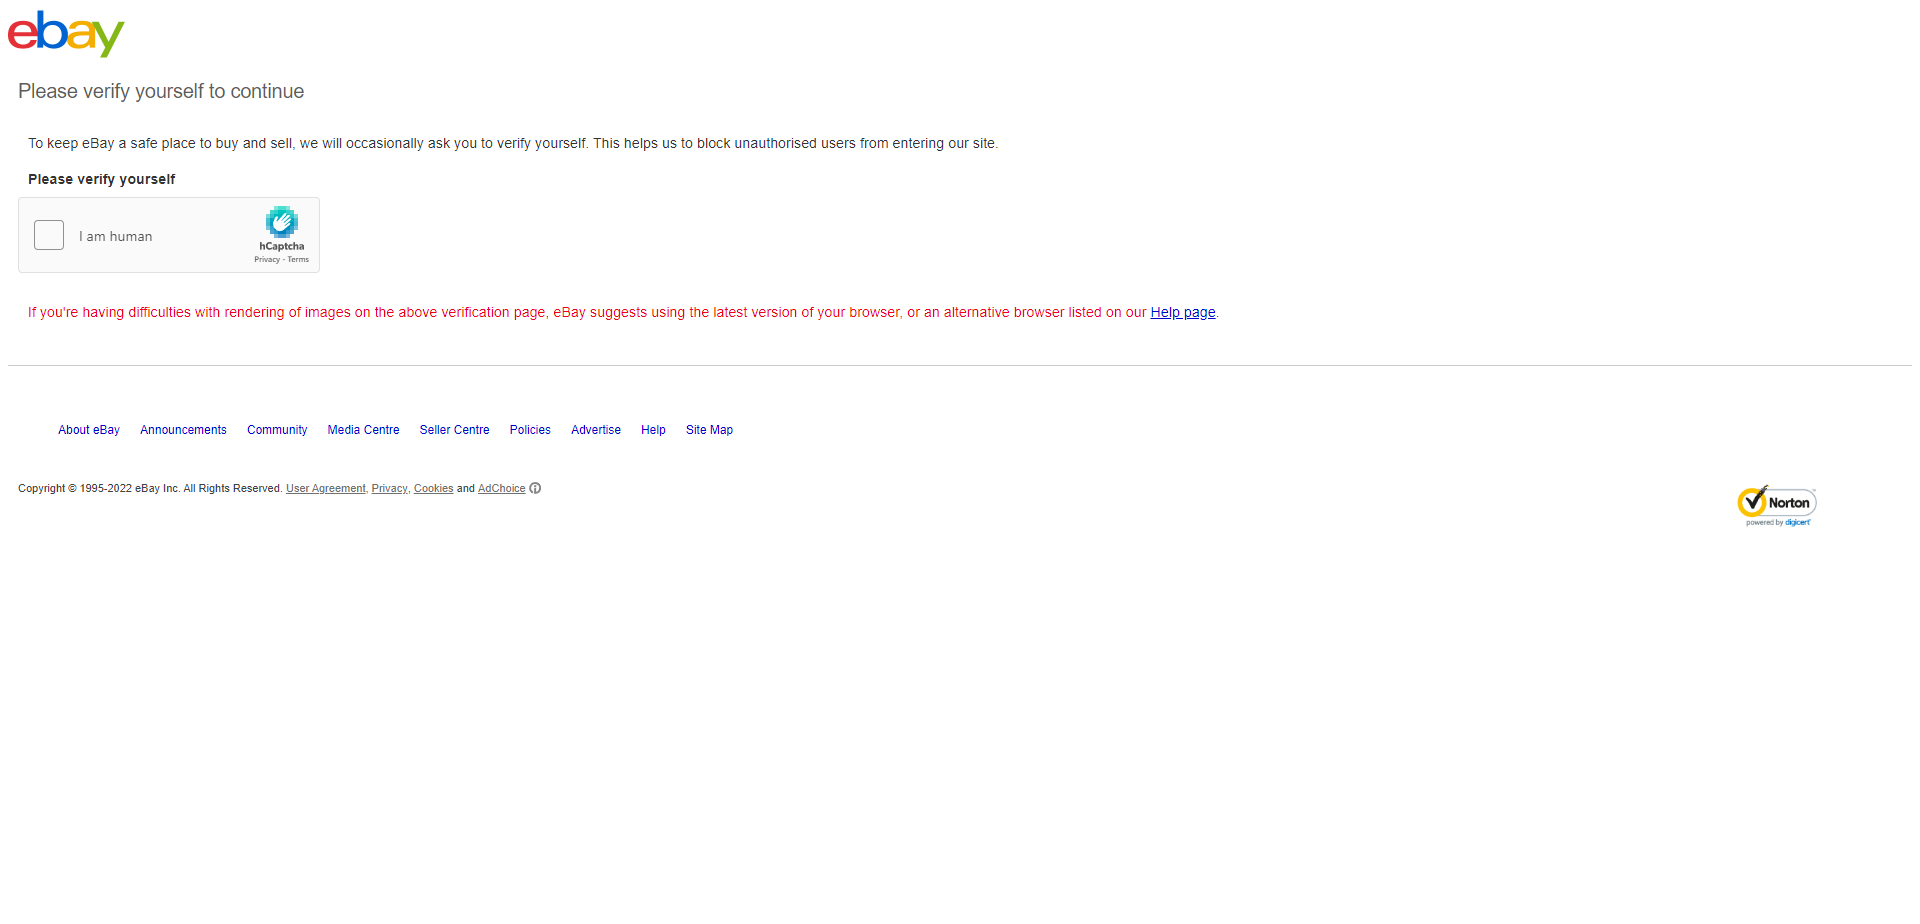 ebay
Please verify yourself to continue
To keep eBay a safe place to buy and sell, we will occasionally ask you to verify yourself. This helps us to block unauthorised users from entering our site.
Please verify yourself
I am human
hCaptcha
Privacy - Terms
If you're having difficulties with rendering of images on the above verification page, eBay suggests using the latest version of your browser, or an alternative browser listed on our Help page.
About eBay Announcements Community Media Centre Seller Centre Policies Advertise Help Site Map
Copyright © 1995-2022 eBay Inc. All Rights Reserved. User Agreement, Privacy, Cookies and AdChoice
Norton
powered by digicert